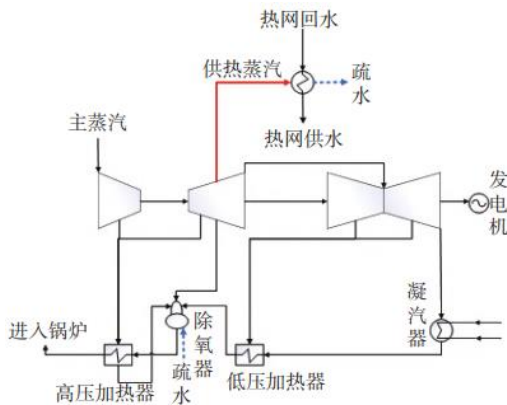 热网回水
供热蒸汽
疏
水
主蒸汽
热网供水
发
电
机
凝
汽
器
进入锅炉
除
氧
器
高压加热器
疏
水
低压加热器